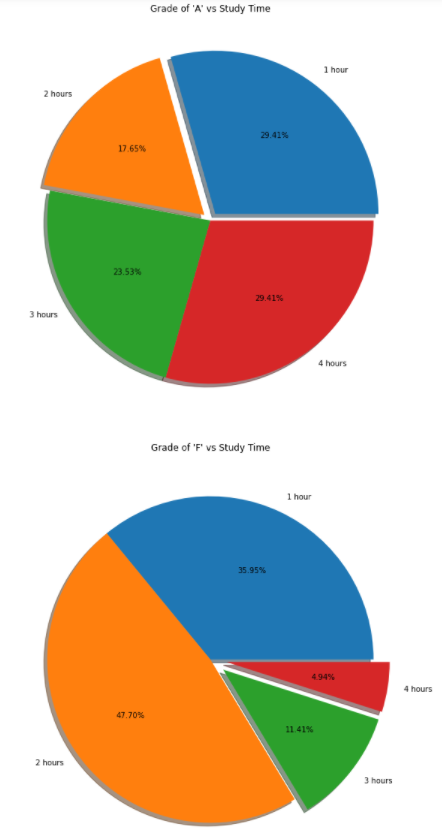 Grade of 'A' vs Study Time
1 hour
2 hours
29.41%
17.65%
23.53%
29.41%
3 hours
4 hours
Grade of 'F' vs Study Time
1 hour
35.95%
4.94%
4 hours
47.70%
11.41%
2 hours
3 hours